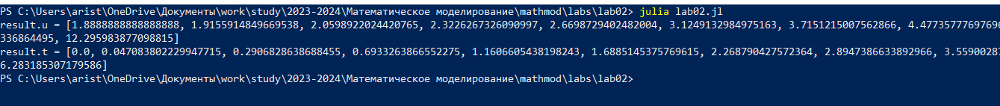 PS C:\Users\arist\OneDrive\Документы\work\study\2023-2024\Математическое моделирование\mathmod\labs\lab02> julia lab02.jl
result.u = [1.8888888888888888, 1.9155914849669538, 2.0598922024420765, 2.3226267326090997, 2.6698729402482004, 3.1249132984975163, 3.7151215007562866, 4.4773577769769
336864495, 12.295983877098815]
result.t = [0.0, 0.047083802229947715, 0.2906828638688455, 0.6933263866552275, 1.1606605438198243, 1.6885145375769615, 2.268790427572364, 2.8947386633892966, 3.5590028
6.283185307179586]
PS C:\Users\arist\OneDrive\Документы\work\study\2023-2024\Математическое моделирование\mathmod\labs\lab02>